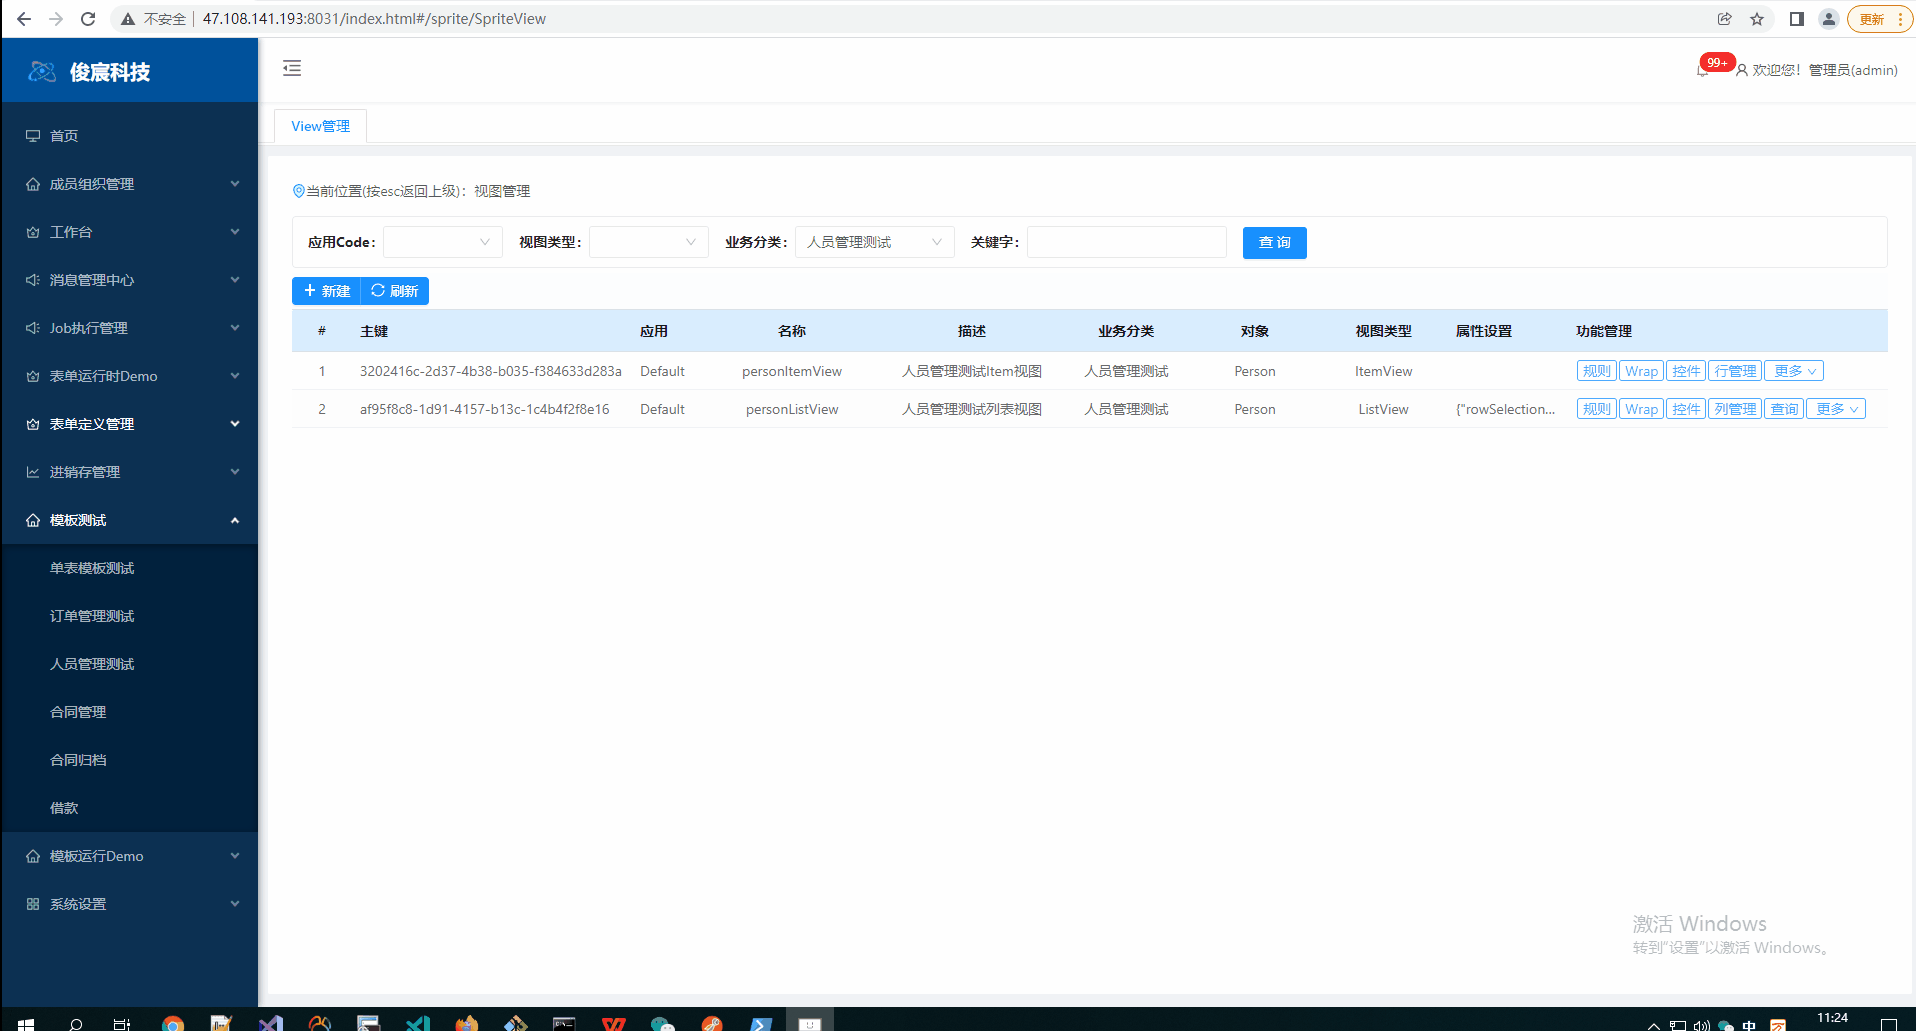 不安全 47.108.141.193:8031/index.html#/sprite/SpriteView 更新
俊宸科技
99+ 欢迎您！管理员(admin)
首页
成员组织管理
工作台
消息管理中心
Job执行管理
表单运行时Demo
表单定义管理
进销存管理
模板测试
单表模板测试
订单管理测试
人员管理测试
合同管理
合同归档
借款
模板运行Demo
系统设置
View管理
当前位置(按esc返回上级)：视图管理
应用Code： 视图类型： 业务分类： 人员管理测试 关键字： 查 询
新建 刷新
# 主键 应用 名称 描述 业务分类 对象 视图类型 属性设置 功能管理
1 3202416c-2d37-4b38-b035-f384633d283a Default personItemView 人员管理测试Item视图 人员管理测试 Person ItemView 规则 Wrap 控件 行管理 更多
2 af95f8c8-1d91-4157-b13c-1c4b4f2f8e16 Default personListView 人员管理测试列表视图 人员管理测试 Person ListView {"rowSelection... 规则 Wrap 控件 列管理 查询 更多
激活 Windows
转到"设置"以激活 Windows。
中 11:24